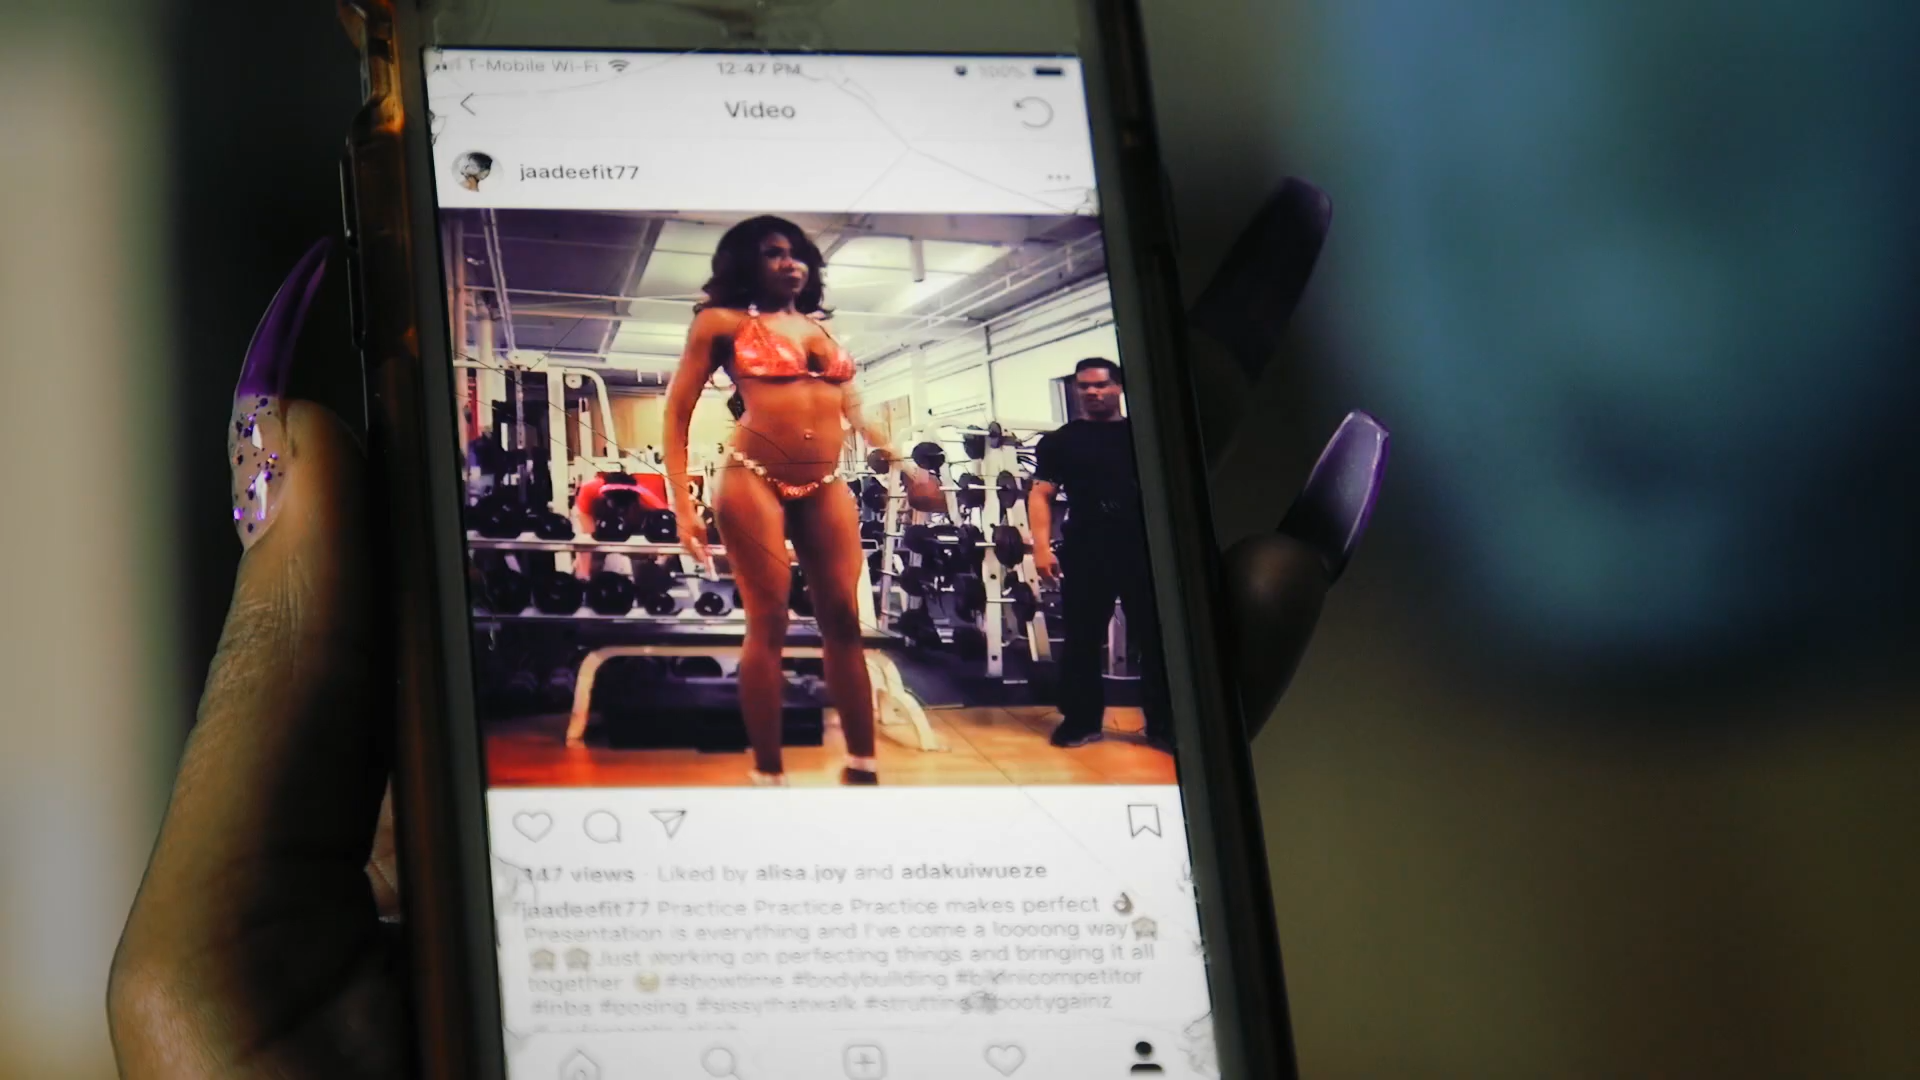 T-Mobile Wi-Fi 12:47 PM 100%
Video
jaadeefit77
147 views · Liked by alisa.joy and adakuiwueze
jaadeefit77 Practice Practice Practice makes perfect 👌
Presentation is everything and I've come a loooong way🙈
🙈🙈Just working on perfecting things and bringing it all
together #showtime #bodybuilding #bikinicompetitor
#inba #posing #sissythatwalk #strutting #bootygainz